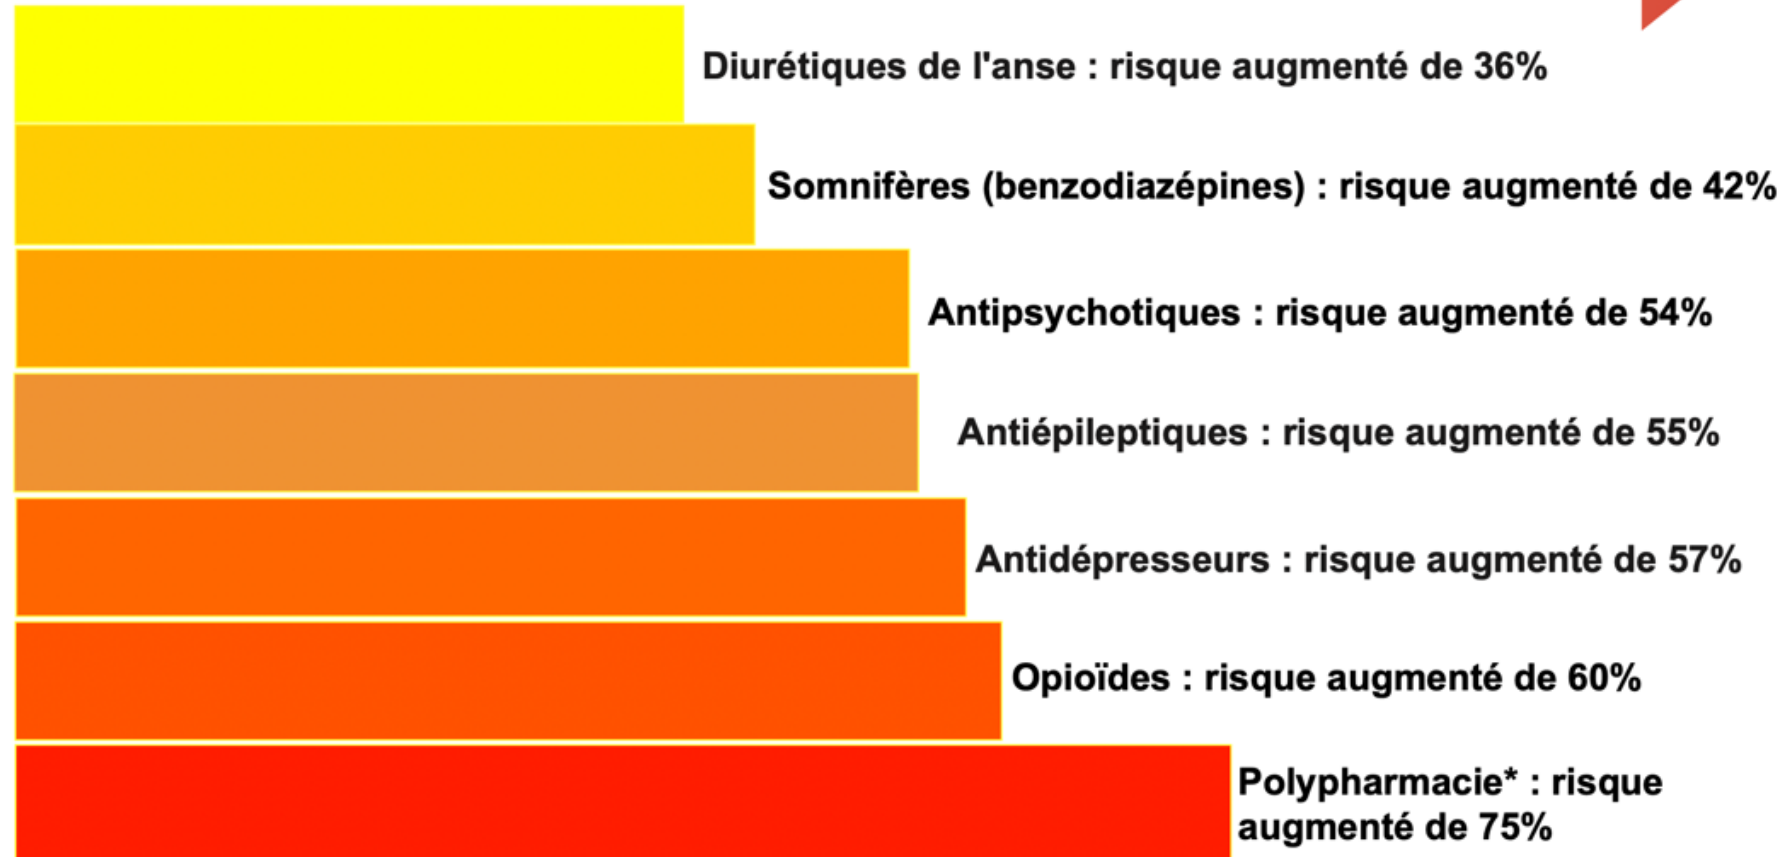 Diurétiques de l'anse : risque augmenté de 36%
Somnifères (benzodiazépines) : risque augmenté de 42%
Antipsychotiques : risque augmenté de 54%
Antiépileptiques : risque augmenté de 55%
Antidépresseurs : risque augmenté de 57%
Opioïdes : risque augmenté de 60%
Polypharmacie* : risque
augmenté de 75%